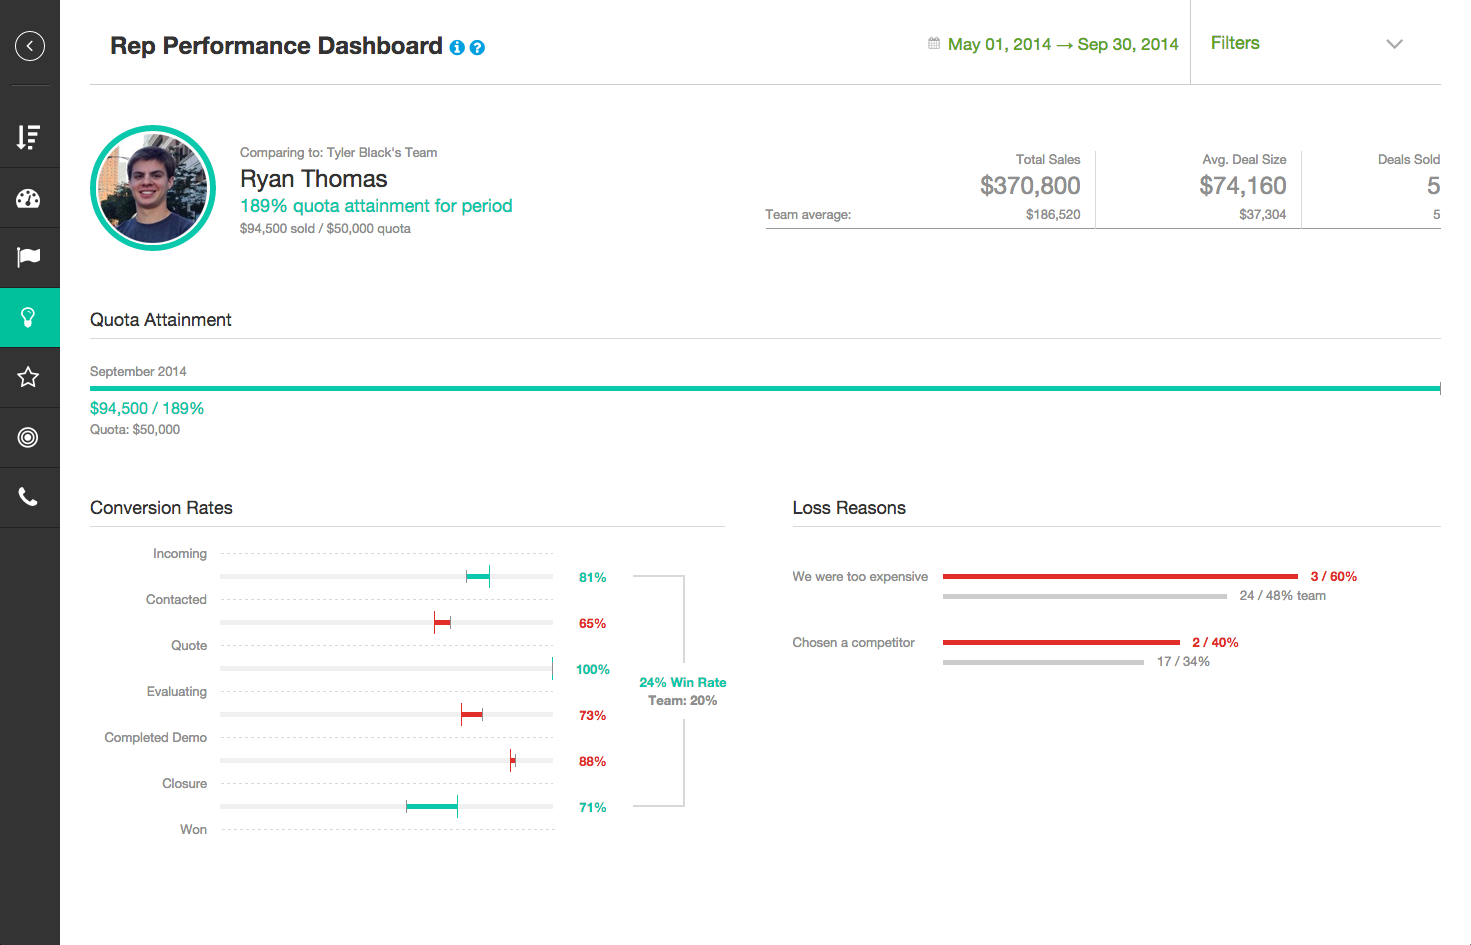 Rep Performance Dashboard
May 01, 2014 → Sep 30, 2014
Filters
Comparing to: Tyler Black's Team
Ryan Thomas
189% quota attainment for period
$94,500 sold / $50,000 quota
Total Sales
Avg. Deal Size
Deals Sold
$370,800
$74,160
5
Team average:
$186,520
$37,304
5
Quota Attainment
September 2014
$94,500 / 189%
Quota: $50,000
Conversion Rates
Incoming
81%
Contacted
65%
Quote
100%
Evaluating
73%
Completed Demo
88%
Closure
71%
Won
24% Win Rate
Team: 20%
Loss Reasons
We were too expensive
3 / 60%
24 / 48% team
Chosen a competitor
2 / 40%
17 / 34%